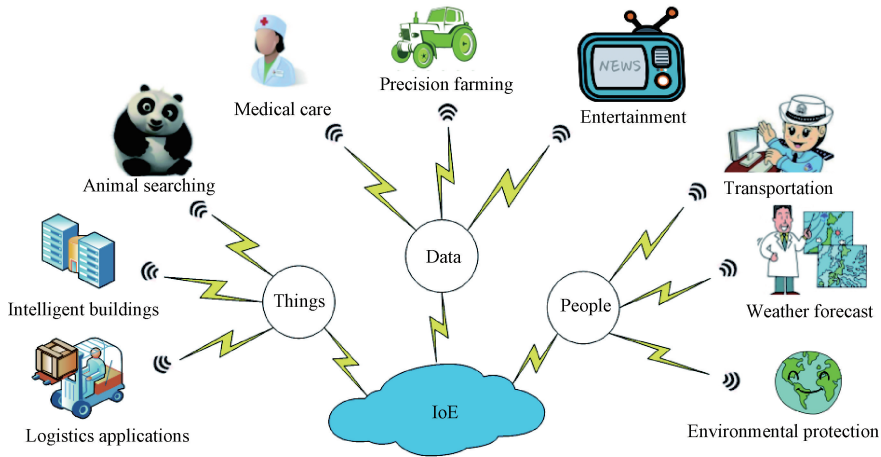 Medical care
Precision farming
NEWS
Entertainment
Animal searching
Transportation
Intelligent buildings
Things
Data
People
Weather forecast
Logistics applications
IoE
Environmental protection